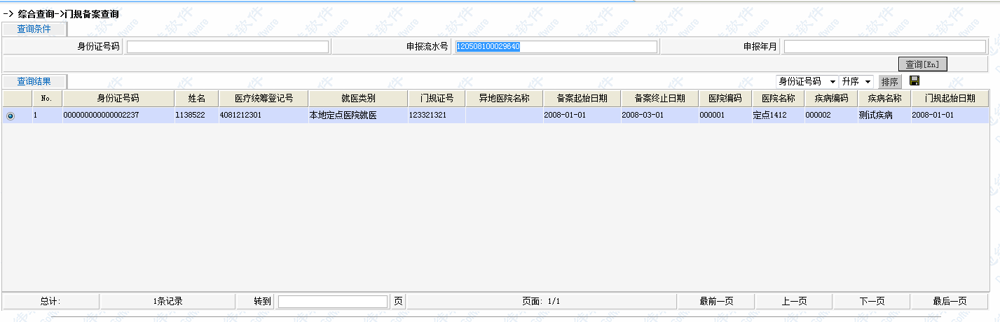 -> 综合查询->门规备案查询
查询条件
身份证号码 申报流水号 120508100029640 申报年月
查询[En]
查询结果 身份证号码 升序 排序
No. 身份证号码 姓名 医疗统筹登记号 就医类别 门规证号 异地医院名称 备案起始日期 备案终止日期 医院编码 医院名称 疾病编码 疾病名称 门规起始日期
1 000000000000002237 1138522 4081212301 本地定点医院就医 123321321 2008-01-01 2008-03-01 000001 定点1412 000002 测试疾病 2008-01-01
总计: 1条记录 转到 页 页面: 1/1 最前一页 上一页 下一页 最后一页